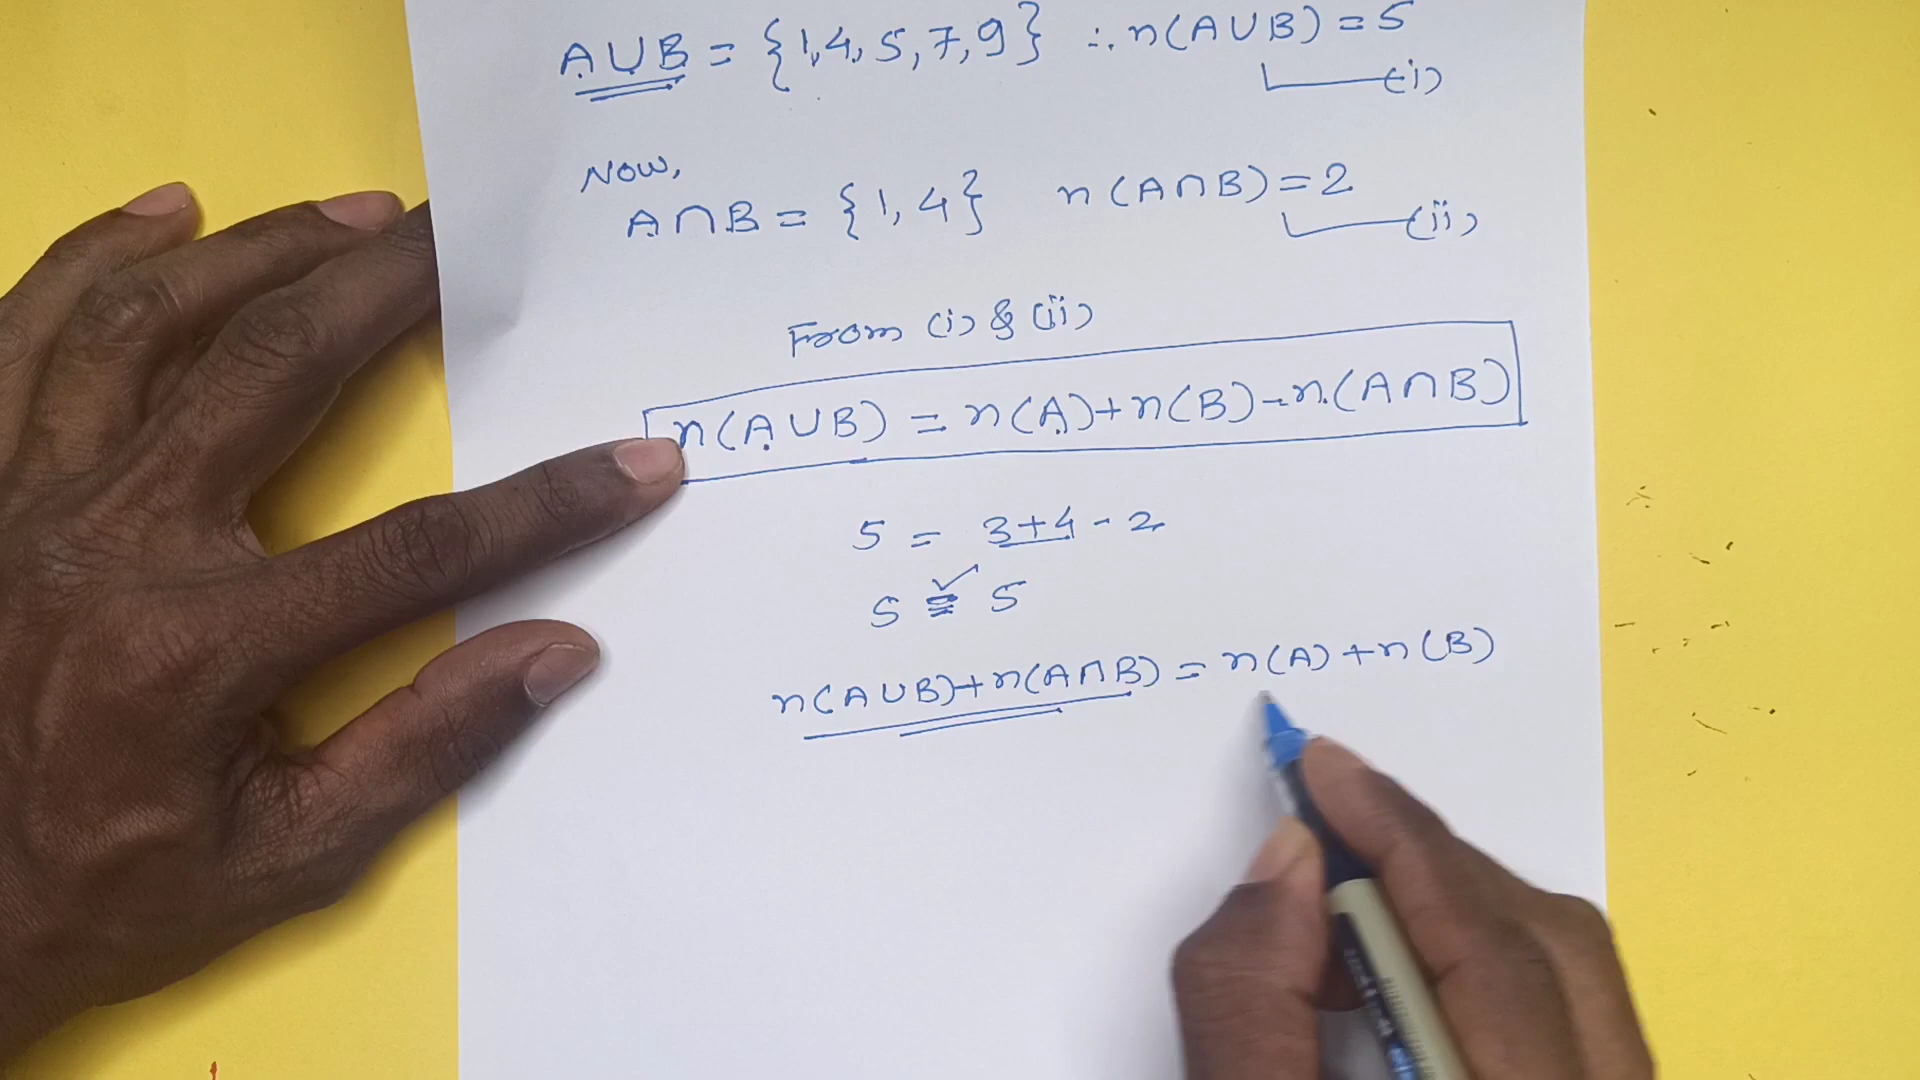 A∪B = {1,4,5,7,9} ∴ n(A∪B) = 5
(i)
Now,
A∩B = {1,4} n(A∩B) = 2
(ii)
From (i) & (ii)
n(A∪B) = n(A)+n(B)-n(A∩B)
5 = 3+4-2
5 = 5
n(A∪B)+n(A∩B) = n(A)+n(B)